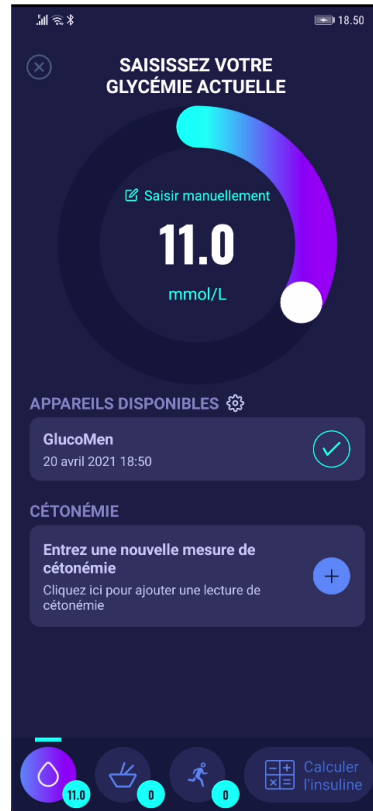 18.50
SAISISSEZ VOTRE
GLYCÉMIE ACTUELLE
Saisir manuellement
11.0
mmol/L
APPAREILS DISPONIBLES
GlucoMen
20 avril 2021 18:50
CÉTONÉMIE
Entrez une nouvelle mesure de
cétonémie
Cliquez ici pour ajouter une lecture de
cétonémie
11.0
0
0
Calculer
l'insuline